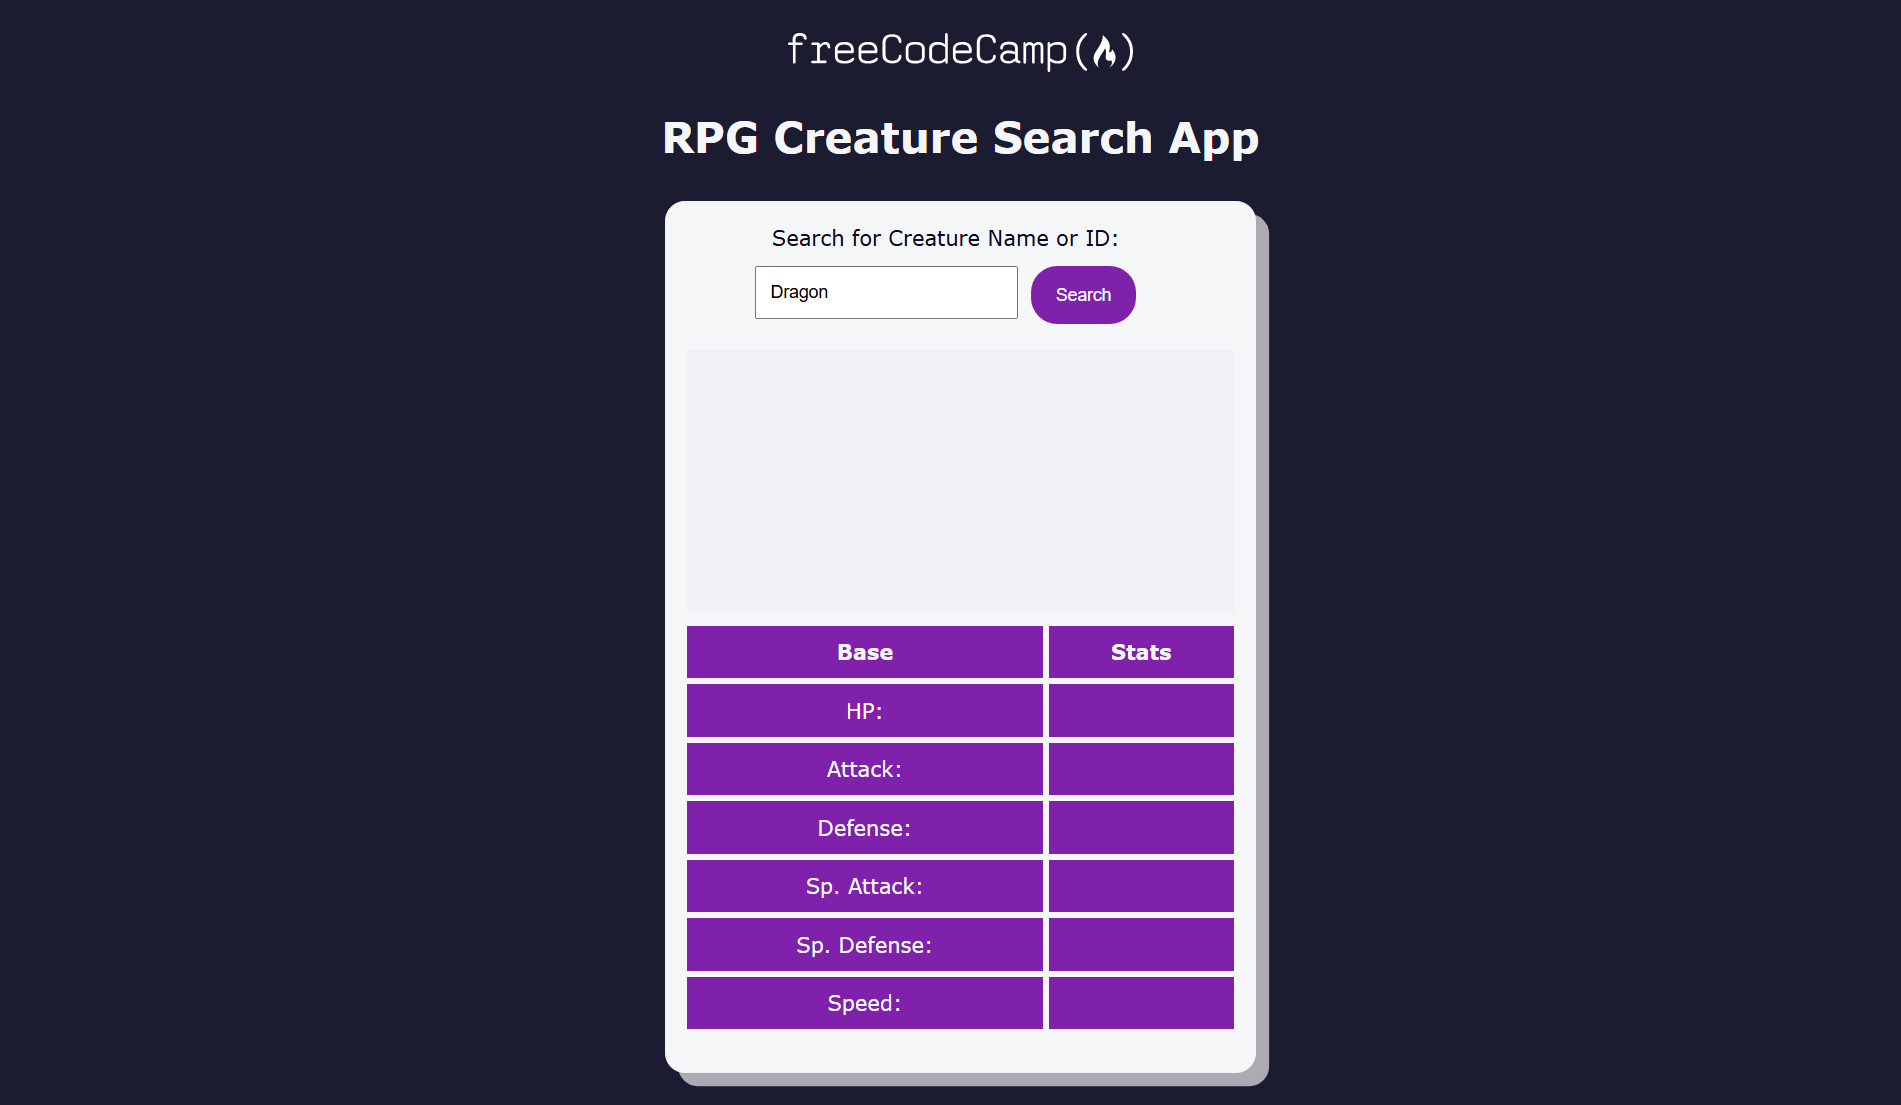 freeCodeCamp(🔥)
RPG Creature Search App
Search for Creature Name or ID:
Dragon Search
Base Stats
HP:
Attack:
Defense:
Sp. Attack:
Sp. Defense:
Speed: